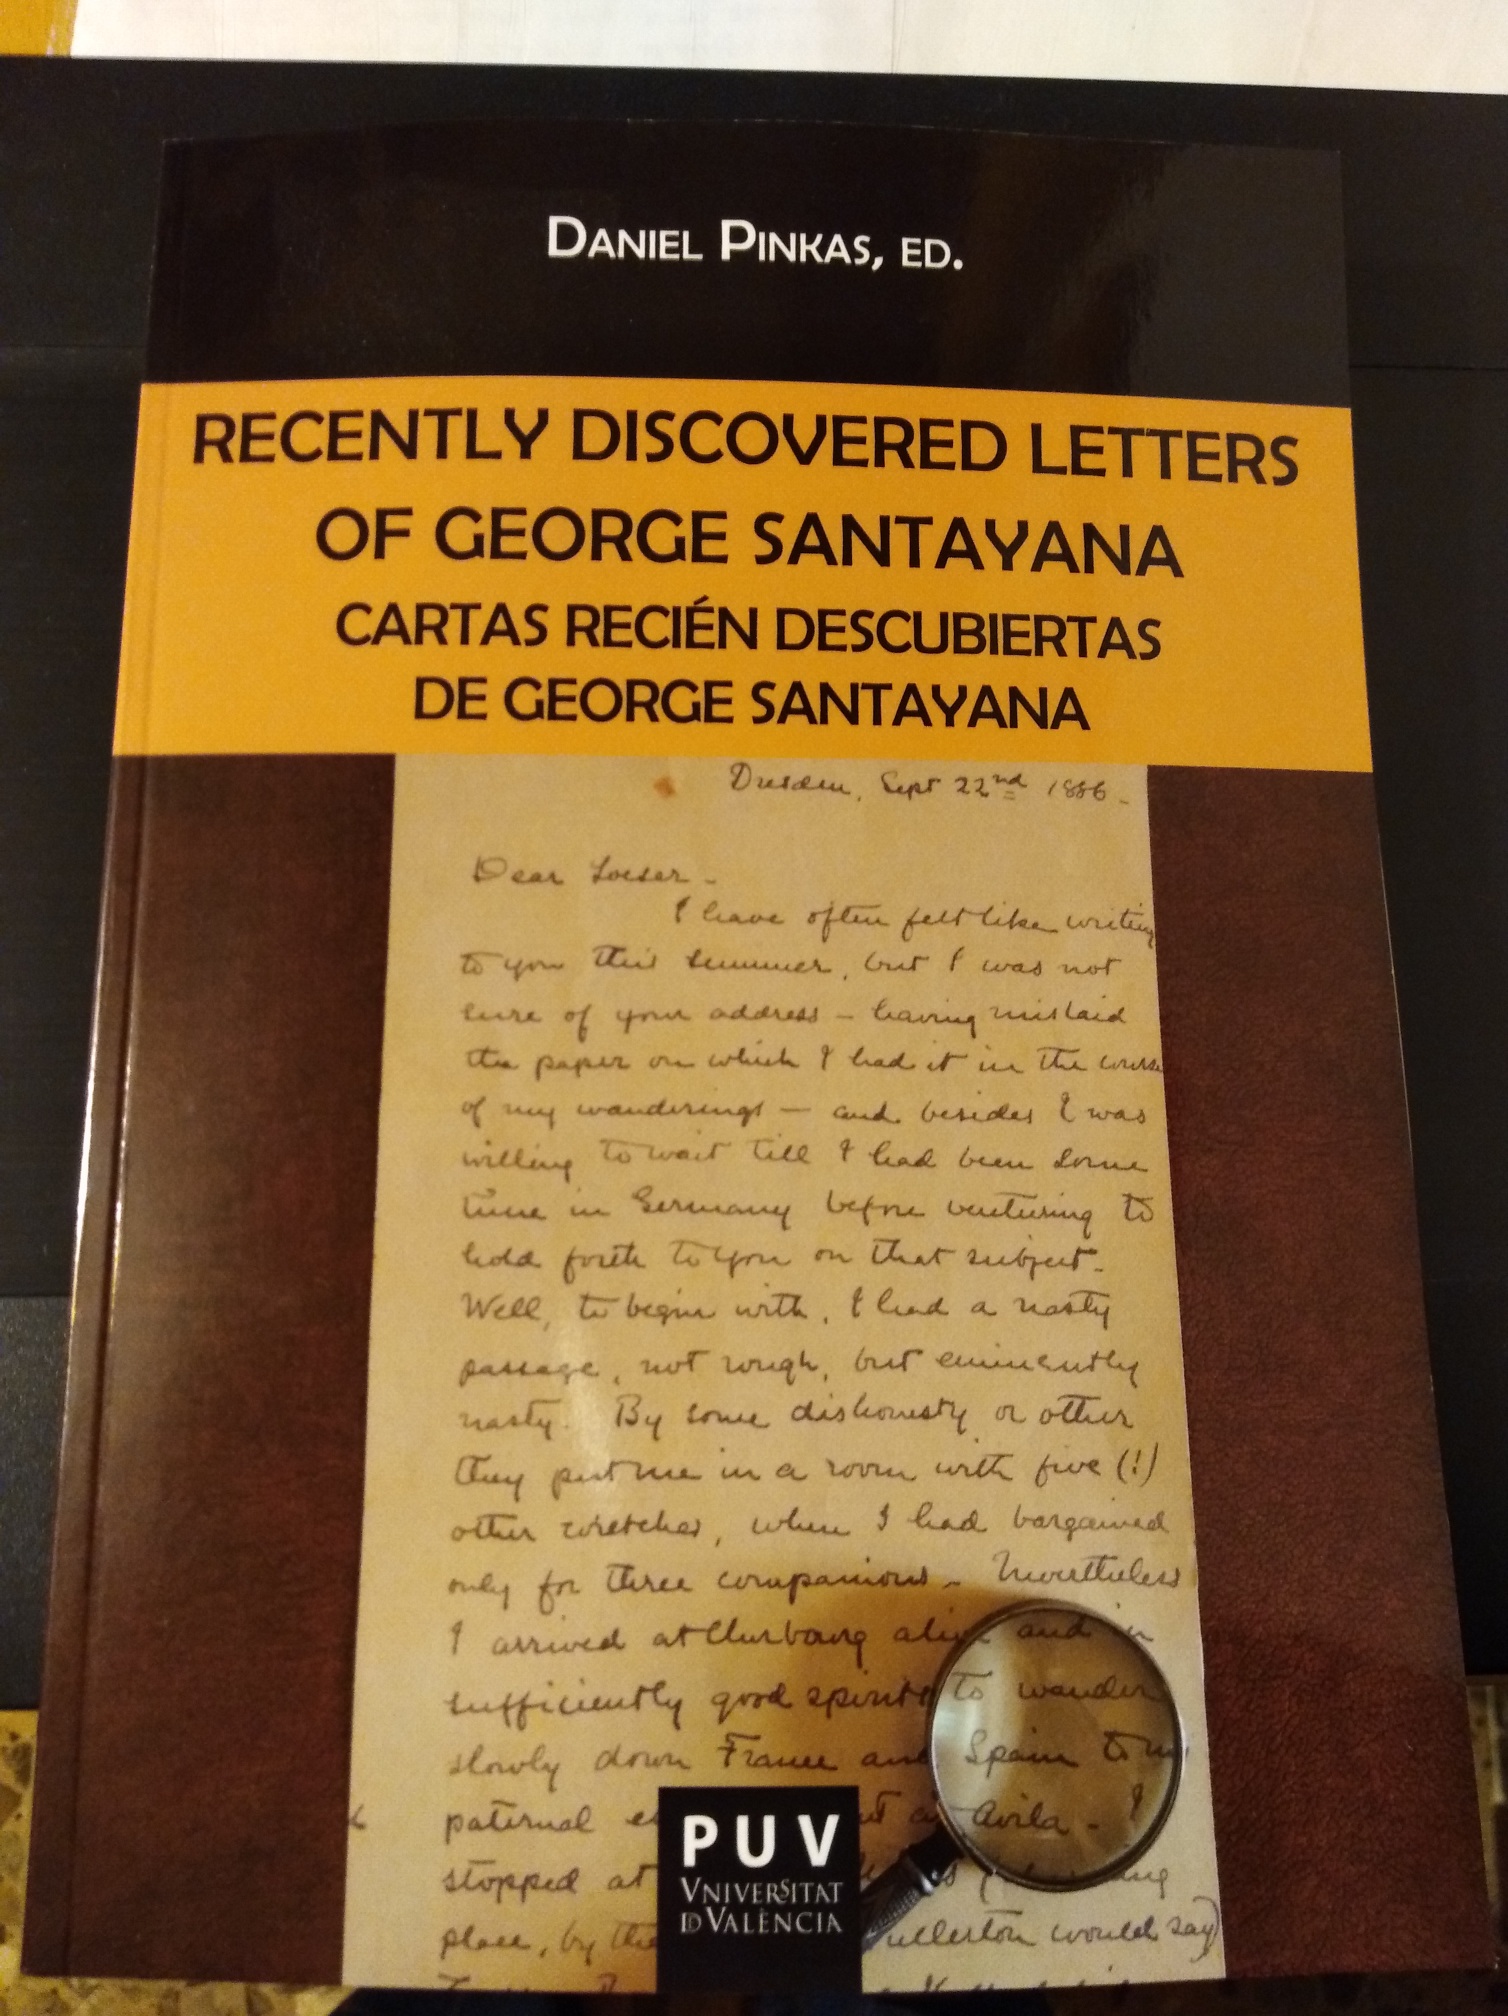 DANIEL PINKAS, ED.
RECENTLY DISCOVERED LETTERS
OF GEORGE SANTAYANA
CARTAS RECIÉN DESCUBIERTAS
DE GEORGE SANTAYANA
Dresden, Sept 22nd 1886.
Dear Loeser -
I have often felt like writing
to you this summer, but I was not
sure of your address – having mislaid
the paper on which I had it in the course
of my wanderings – and besides I was
willing to wait till I had been some
time in Germany before venturing to
hold forth to you on that subject.
Well, to begin with, I had a nasty
passage, not rough, but eminently
nasty. By some dishonesty or other
they put me in a room with five (!)
other wretches, when I had bargained
only for three companions. Nevertheless
I arrived at Cherbourg alive and in
sufficiently good spirits to wander
slowly down France and Spain to my
paternal Avila - I
stopped at
place, by the ullerton would say)
PUV
VNIVERSITAT
DE VALÈNCIA